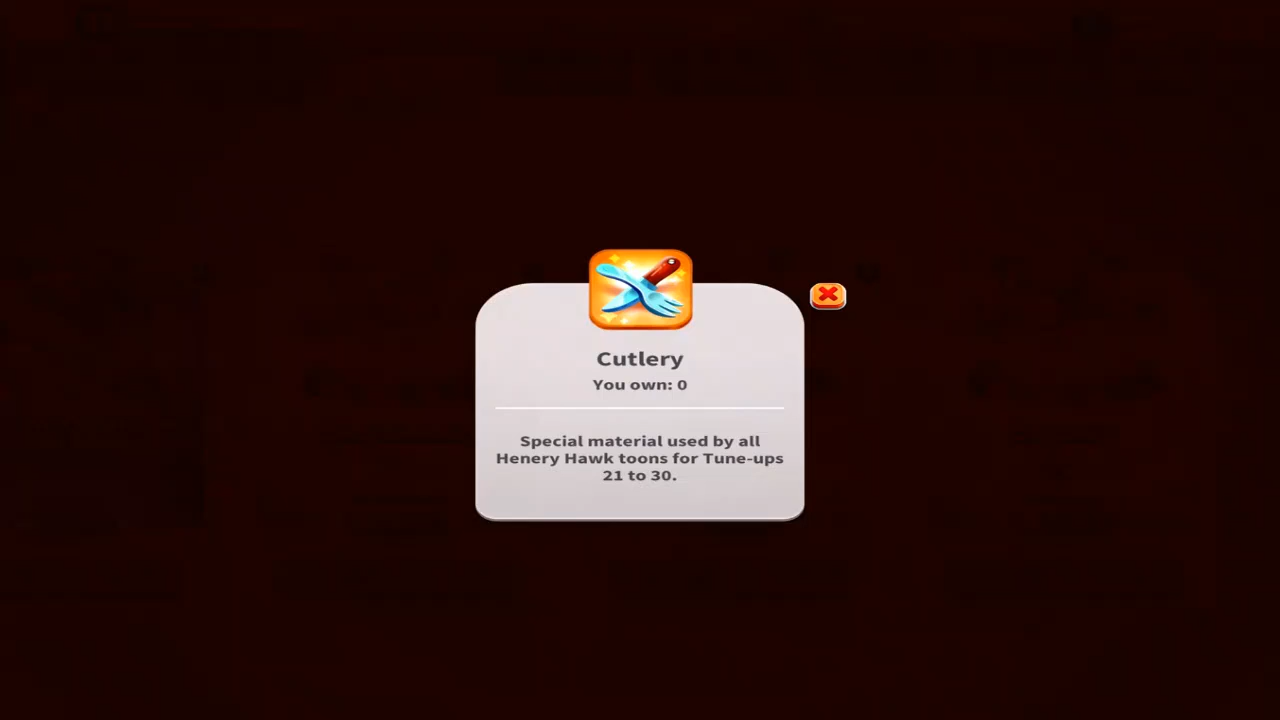 Cutlery
You own: 0
Special material used by all
Henery Hawk toons for Tune-ups
21 to 30.